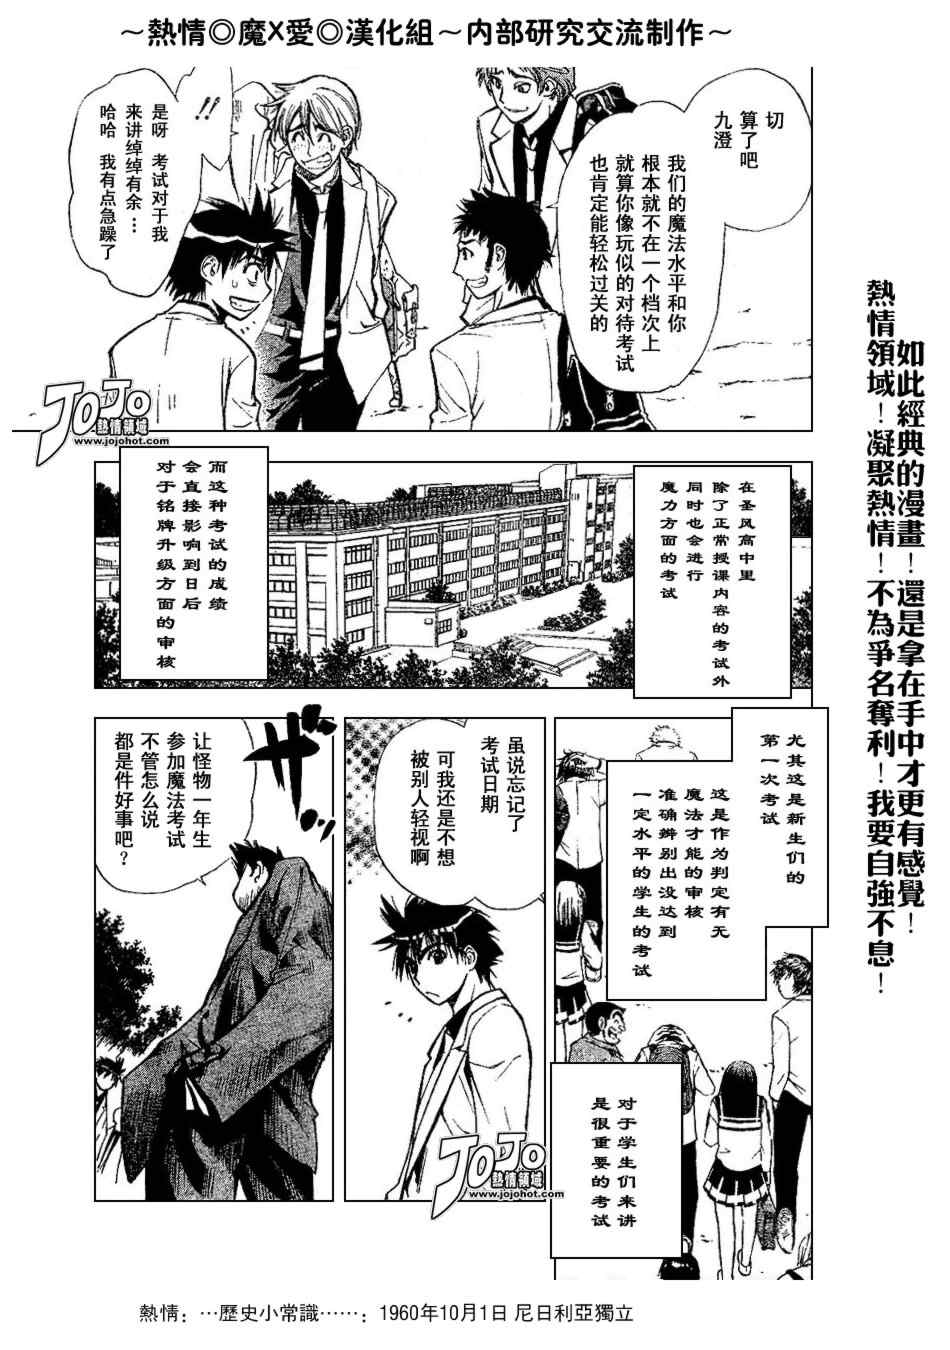 ～熱情◎魔X愛◎漢化組～内部研究交流制作～
切
算了吧
九澄
我们的魔法水平和你
根本就不在一个档次上
就算你像玩似的对待考试
也肯定能轻松过关的
!!
是呀 考试对于我
来讲绰绰有余…
哈哈 我有点急躁了
JOJO
熱情領域
www.jojohot.com
在圣风高中里
除了正常授课内容的考试外
同时也会进行
魔力方面的考试
而这种考试的成绩
会直接影响到日后
对于铭牌升级方面的审核
尤其这是新生们的
第一次考试
这是作为判定有无
魔法才能的审核
准确辨别出没达到
一定水平的学生的考试
对于学生们来讲
是很重要的考试
虽说忘记了
考试日期
可我还是不想
被别人轻视啊
让怪物一年生
参加魔法考试
不管怎么说
都是件好事吧?
JOJO
熱情領域
www.jojohot.com
如此經典的漫畫！還是拿在手中才更有感覺！
熱情領域！凝聚熱情！不為爭名奪利！我要自強不息！
熱情：…歷史小常識……：1960年10月1日 尼日利亞獨立